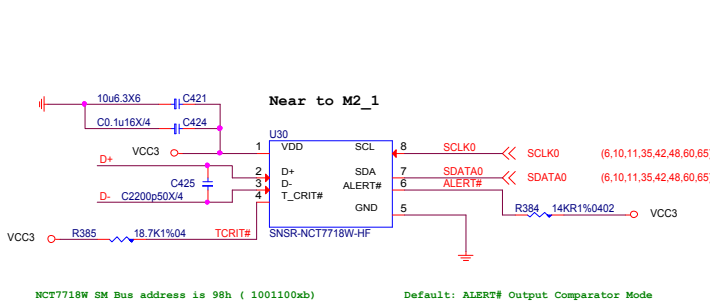 10u6.3X6 C421
Near to M2_1
C0.1u16X/4 C424
U30
VCC3 1 VDD SCL 8 SCLK0 SCLK0 (6,10,11,35,42,48,60,65)
D+ 2 D+ SDA 7 SDATA0 SDATA0 (6,10,11,35,42,48,60,65)
C425 3 D- ALERT# 6 ALERT#
D- C2200p50X/4 4 T_CRIT# GND 5 R384 14KR1%0402 VCC3
VCC3 R385 18.7K1%04 TCRIT# SNSR-NCT7718W-HF
NCT7718W SM Bus address is 98h ( 1001100xb) Default: ALERT# Output Comparator Mode